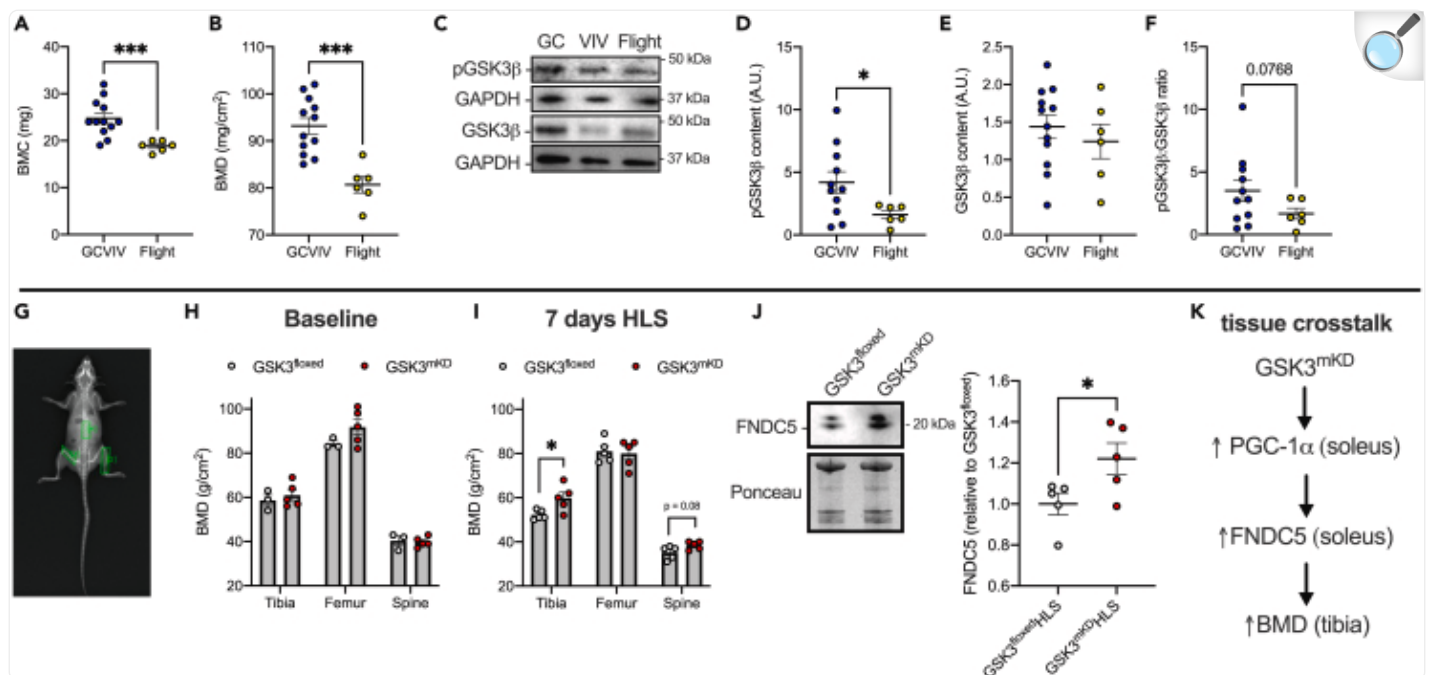 A
BMC (mg)
40
30
20
10
0
***
GCVIV Flight
B
BMD (mg/cm²)
110
100
90
80
70
***
GCVIV Flight
C
GC VIV Flight
pGSK3β
50 kDa
GAPDH
37 kDa
GSK3β
50 kDa
GAPDH
37 kDa
D
pGSK3β content (A.U.)
15
10
5
0
*
GCVIV Flight
E
GSK3β content (A.U.)
2.5
2.0
1.5
1.0
0.5
0.0
GCVIV Flight
F
pGSK3β:GSK3β ratio
15
10
5
0
0.0768
GCVIV Flight
G
H
Baseline
GSK3floxed GSK3mKD
BMD (g/cm²)
100
80
60
40
20
Tibia Femur Spine
I
7 days HLS
GSK3floxed GSK3mKD
BMD (g/cm²)
100
80
60
40
20
*
p = 0.08
Tibia Femur Spine
J
GSK3floxed
GSK3mKD
FNDC5
20 kDa
Ponceau
FNDC5 (relative to GSK3floxed)
1.6
1.4
1.2
1.0
0.8
0.6
*
GSK3floxedHLS
GSK3mKDHLS
K
tissue crosstalk
GSK3mKD
↑ PGC-1α (soleus)
↑FNDC5 (soleus)
↑BMD (tibia)